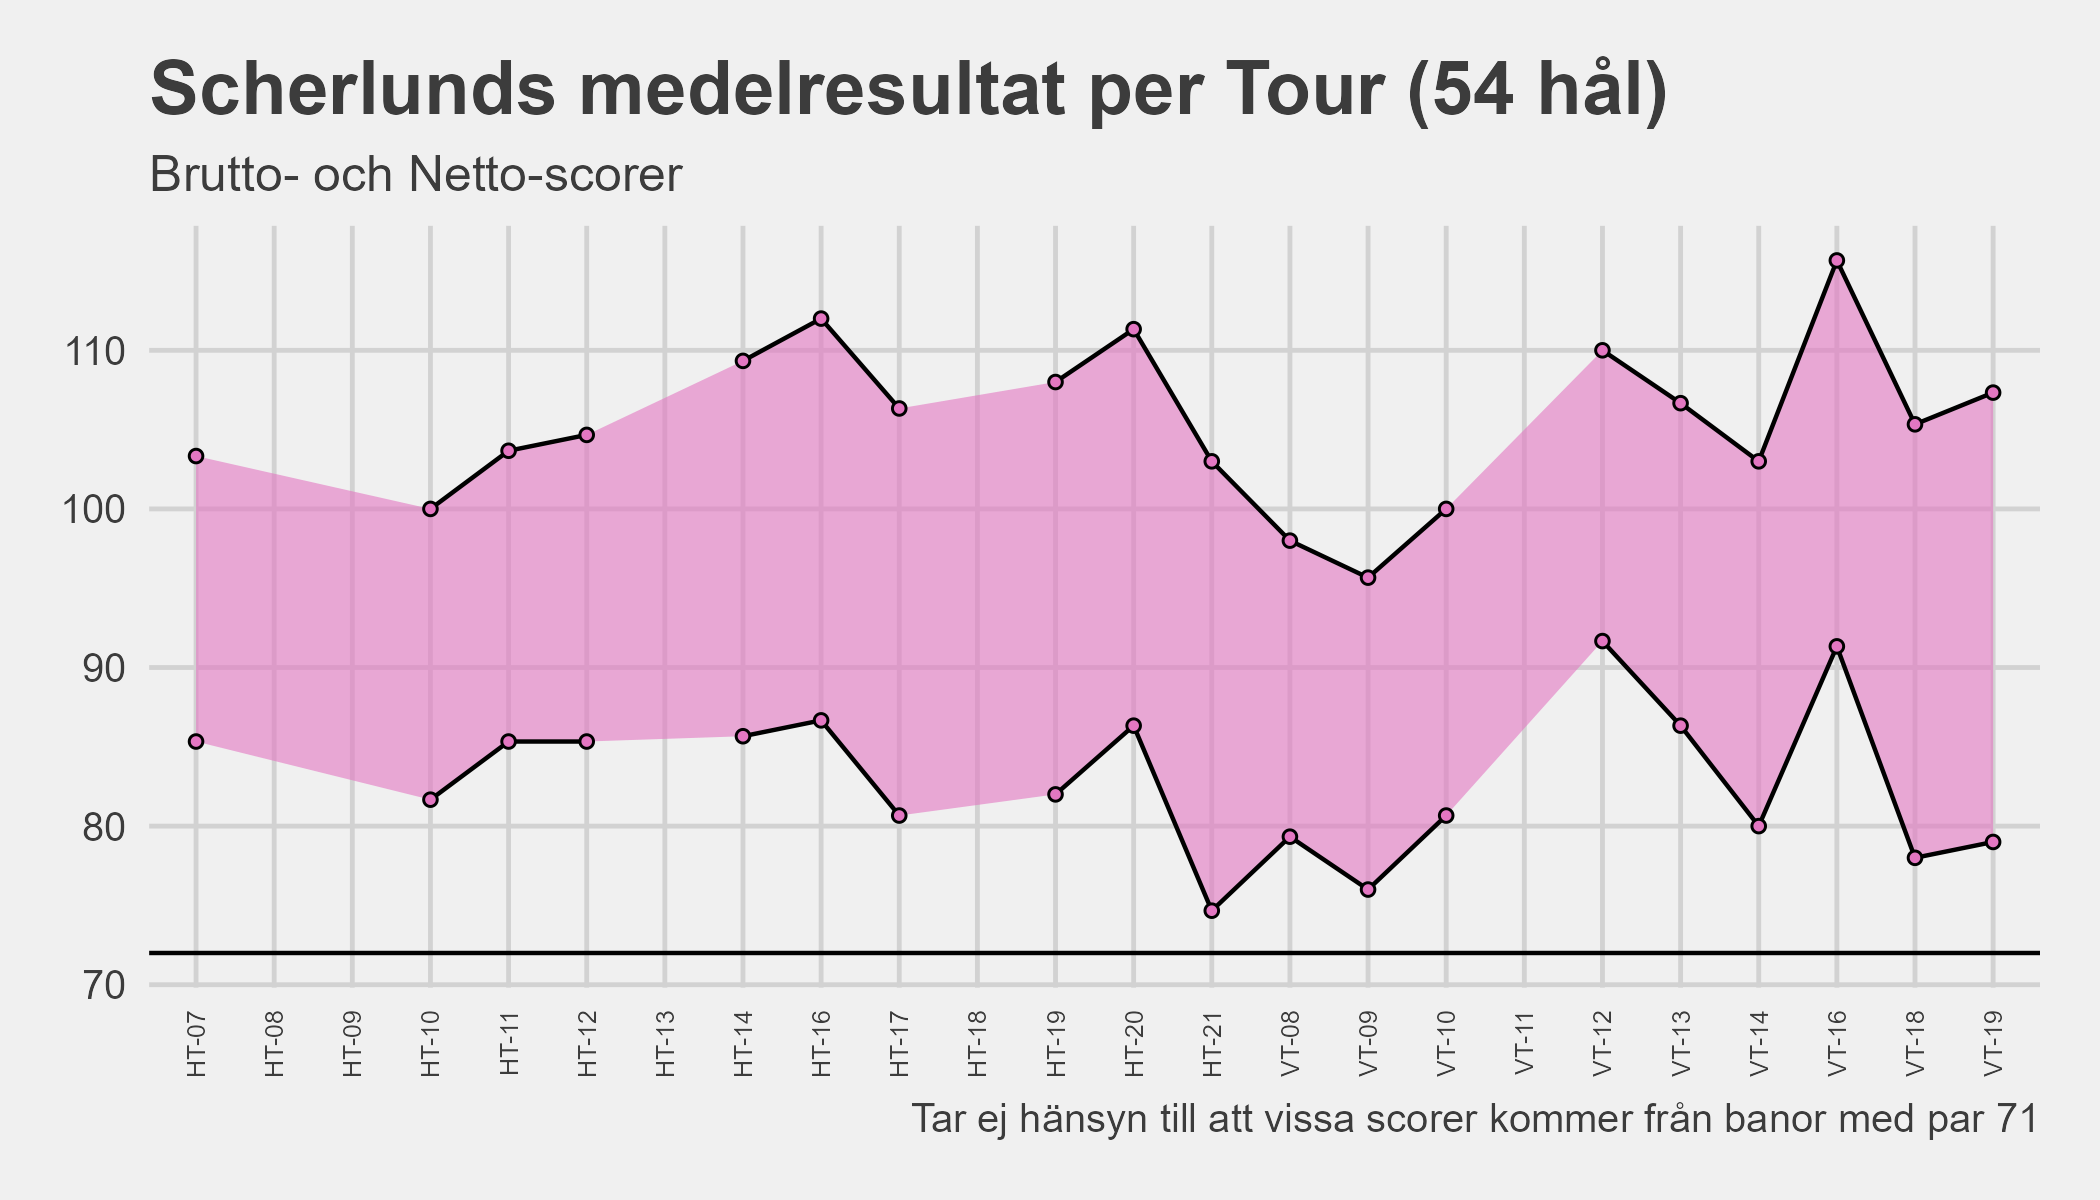 Scherlunds medelresultat per Tour (54 hål)
Brutto- och Netto-scorer
110
100
90
80
70
HT-07
HT-08
HT-09
HT-10
HT-11
HT-12
HT-13
HT-14
HT-16
HT-17
HT-18
HT-19
HT-20
HT-21
VT-08
VT-09
VT-10
VT-11
VT-12
VT-13
VT-14
VT-16
VT-18
VT-19
Tar ej hänsyn till att vissa scorer kommer från banor med par 71